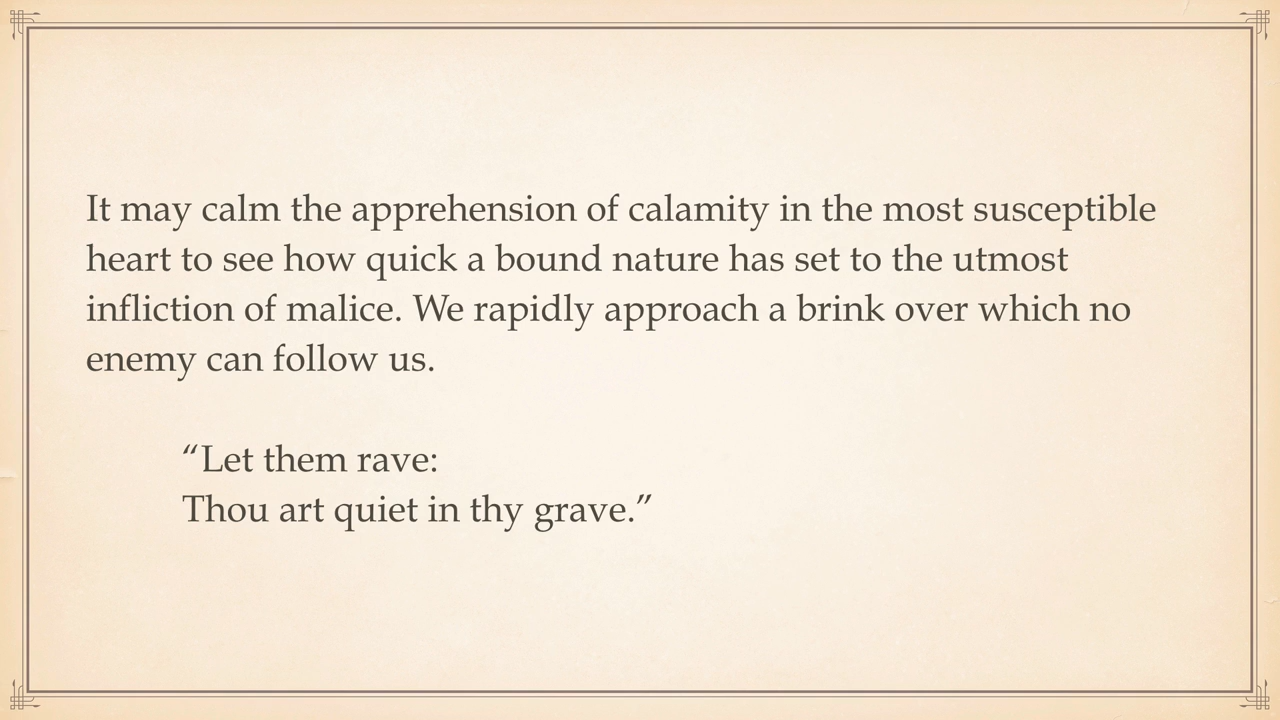 It may calm the apprehension of calamity in the most susceptible
heart to see how quick a bound nature has set to the utmost
infliction of malice. We rapidly approach a brink over which no
enemy can follow us.
“Let them rave:
Thou art quiet in thy grave.”